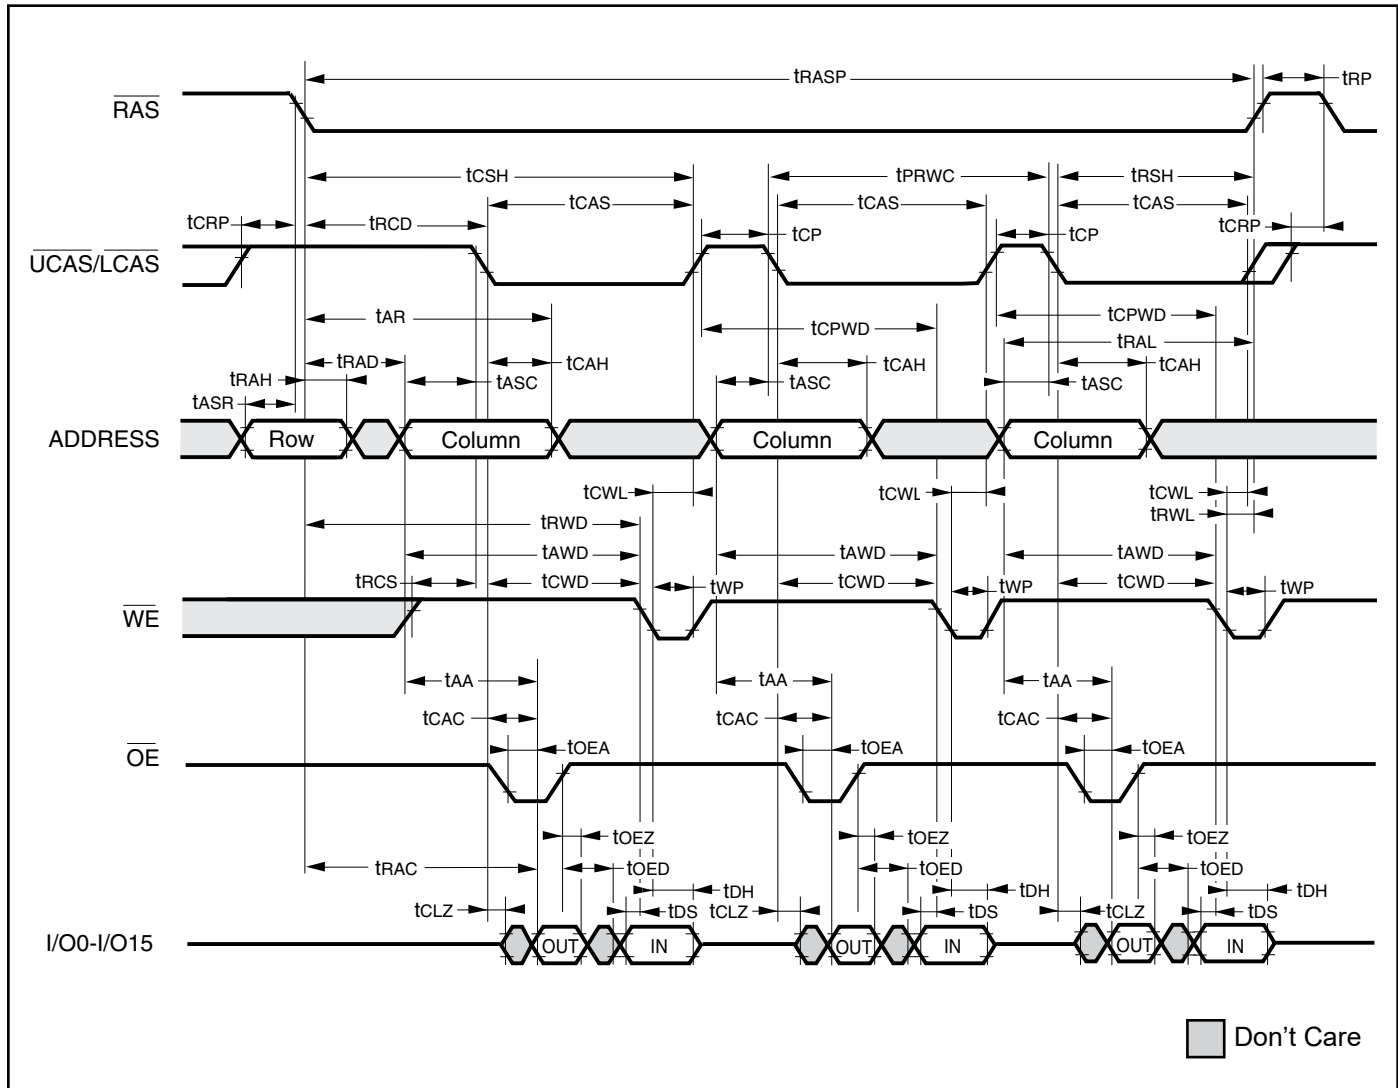 tRASP
tRP
RAS
tCSH
tPRWC
tRSH
tCAS
tCAS
tCAS
tCRP
tRCD
tCP
tCP
tCRP
UCAS/LCAS
tAR
tCPWD
tCPWD
tRAL
tRAD
tCAH
tCAH
tCAH
tRAH
tASC
tASC
tASC
tASR
ADDRESS
Row
Column
Column
Column
tCWL
tCWL
tCWL
tRWL
tRWD
tAWD
tAWD
tAWD
tRCS
tCWD
tWP
tCWD
tWP
tCWD
tWP
WE
tAA
tAA
tAA
tCAC
tCAC
tCAC
tOEA
tOEA
tOEA
OE
tOEZ
tOEZ
tOEZ
tRAC
tOED
tOED
tOED
tDH
tDH
tDH
tCLZ
tDS
tCLZ
tDS
tCLZ
tDS
I/O0-I/O15
OUT
IN
OUT
IN
OUT
IN
Don't Care